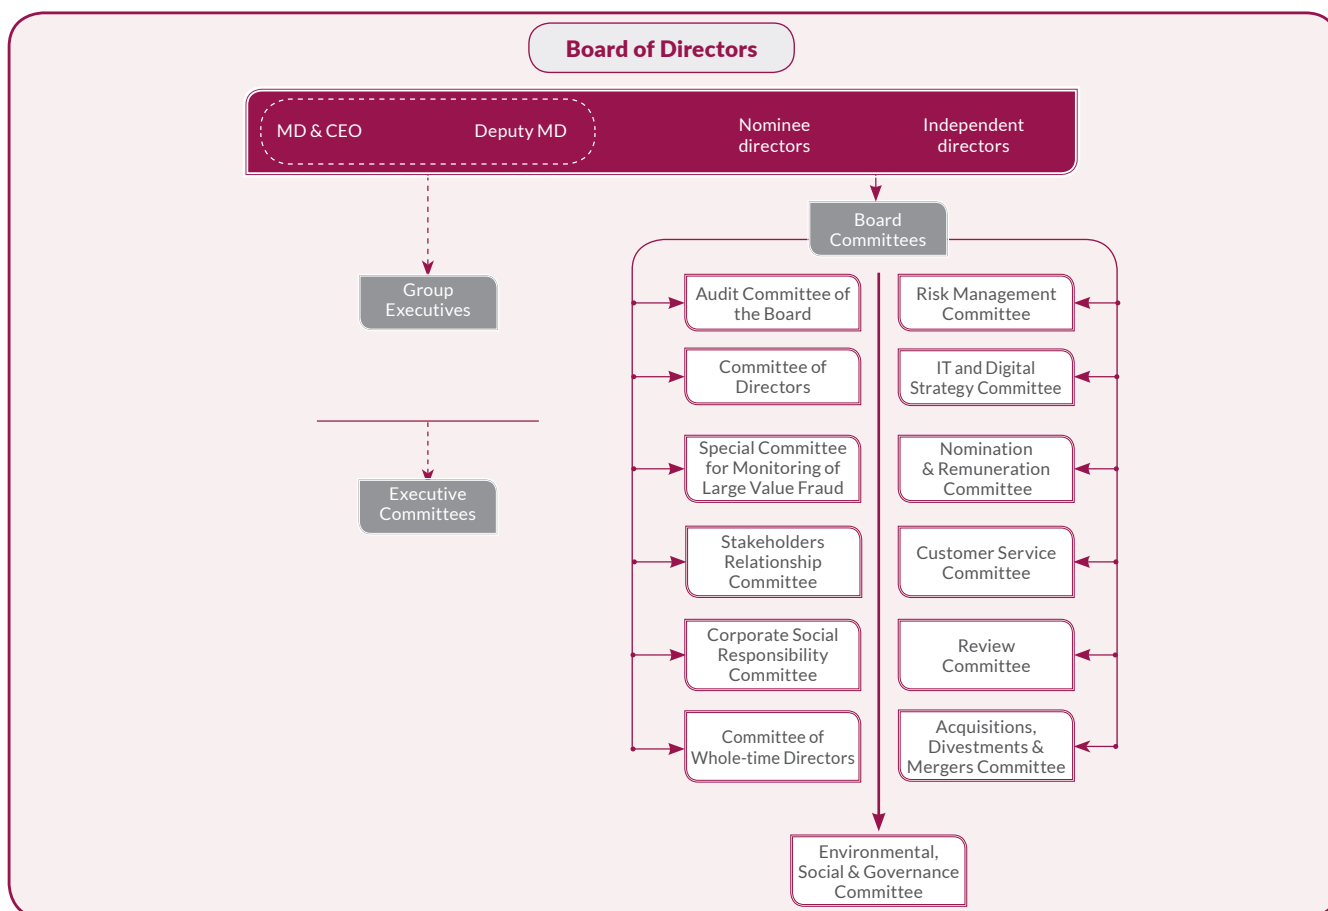 Board of Directors
MD & CEO
Deputy MD
Nominee
directors
Independent
directors
Board
Committees
Group
Executives
Executive
Committees
Audit Committee of
the Board
Risk Management
Committee
Committee of
Directors
IT and Digital
Strategy Committee
Special Committee
for Monitoring of
Large Value Fraud
Nomination
& Remuneration
Committee
Stakeholders
Relationship
Committee
Customer Service
Committee
Corporate Social
Responsibility
Committee
Review
Committee
Committee of
Whole-time Directors
Acquisitions,
Divestments &
Mergers Committee
Environmental,
Social & Governance
Committee